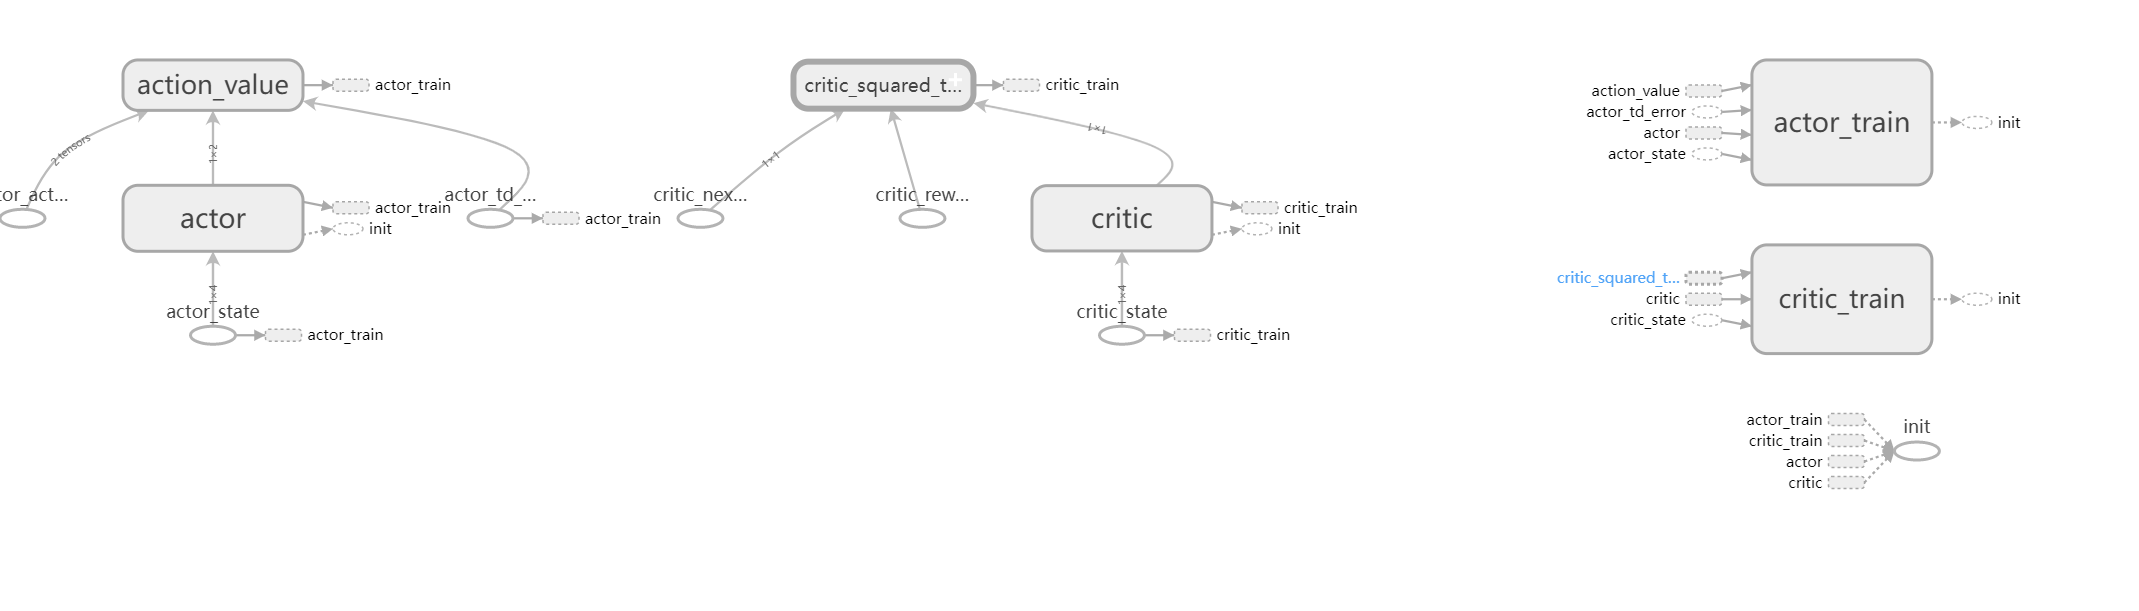 action_value
actor_train
2 tensors
1×2
tor_act...
actor
actor_train
init
actor_td_...
actor_train
1×4
actor_state
actor_train
critic_squared_t...
critic_train
1×1
1×1
critic_nex...
critic_rew...
critic
critic_train
init
1×4
critic_state
critic_train
action_value
actor_td_error
actor
actor_state
actor_train
init
critic_squared_t...
critic
critic_state
critic_train
init
actor_train
critic_train
actor
critic
init